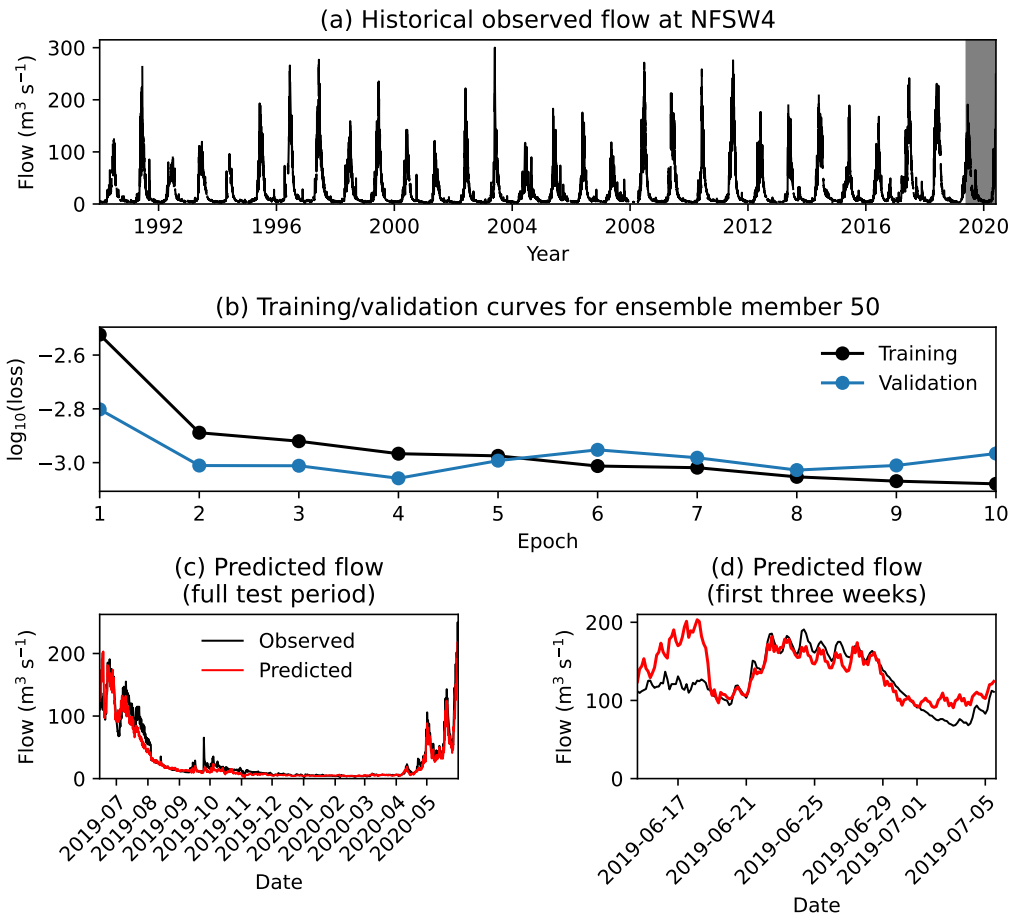 (a) Historical observed flow at NFSW4
Flow (m³ s⁻¹)
300
200
100
0
1992 1996 2000 2004 2008 2012 2016 2020
Year
(b) Training/validation curves for ensemble member 50
log₁₀(loss)
−2.6
−2.8
−3.0
Training
Validation
1 2 3 4 5 6 7 8 9 10
Epoch
(c) Predicted flow
(full test period)
Flow (m³ s⁻¹)
200
100
0
Observed
Predicted
2019-07 2019-08 2019-09 2019-10 2019-11 2019-12 2020-01 2020-02 2020-03 2020-04 2020-05
Date
(d) Predicted flow
(first three weeks)
Flow (m³ s⁻¹)
200
100
0
2019-06-17 2019-06-21 2019-06-25 2019-06-29 2019-07-01 2019-07-05
Date